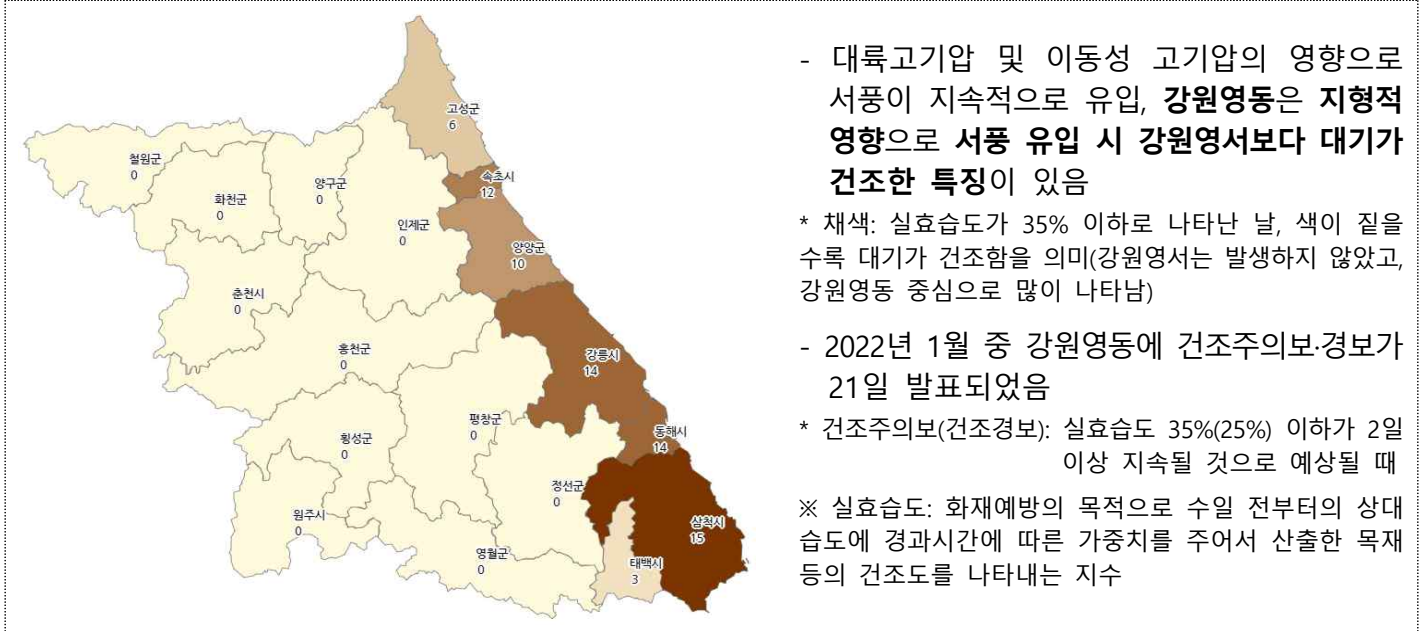 고성군
6
철원군
0
속초시
12
양구군
0
화천군
0
인제군
0
양양군
10
춘천시
0
홍천군
0
강릉시
14
평창군
0
동해시
14
횡성군
0
정선군
0
원주시
0
삼척시
15
영월군
0
태백시
3
- 대륙고기압 및 이동성 고기압의 영향으로
서풍이 지속적으로 유입, 강원영동은 지형적
영향으로 서풍 유입 시 강원영서보다 대기가
건조한 특징이 있음
* 채색: 실효습도가 35% 이하로 나타난 날, 색이 짙을
수록 대기가 건조함을 의미(강원영서는 발생하지 않았고,
강원영동 중심으로 많이 나타남)
- 2022년 1월 중 강원영동에 건조주의보·경보가
21일 발표되었음
* 건조주의보(건조경보): 실효습도 35%(25%) 이하가 2일
이상 지속될 것으로 예상될 때
※ 실효습도: 화재예방의 목적으로 수일 전부터의 상대
습도에 경과시간에 따른 가중치를 주어서 산출한 목재
등의 건조도를 나타내는 지수